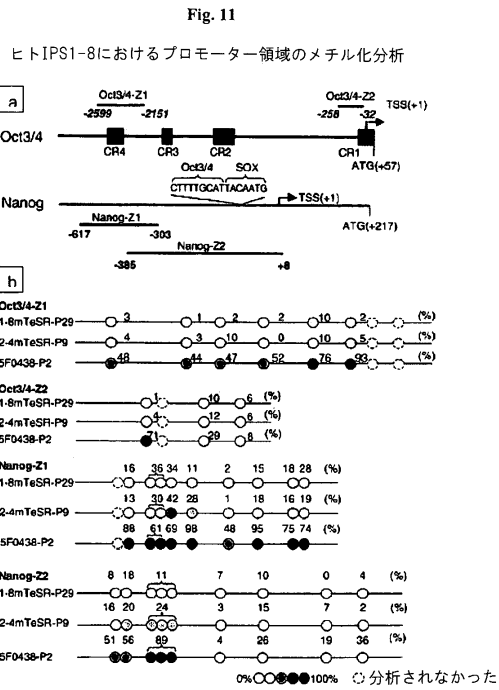 Fig. 11
ヒトIPS1-8におけるプロモーター領域のメチル化分析
a
Oct3/4-Z1 Oct3/4-Z2
-2599 -2151 -258 -32 TSS(+1)
Oct3/4
CR4 CR3 CR2 CR1
ATG(+57)
Oct3/4 SOX
CTTTTGCATTACAATG
Nanog TSS(+1)
ATG(+217)
Nanog-Z1
-617 -303
Nanog-Z2
-385 +8
b
Oct3/4-Z1
1-8mTeSR-P29 3 1 2 2 10 2 (%)
2-4mTeSR-P9 4 3 10 0 10 5 (%)
5F0438-P2 48 44 47 52 76 93 (%)
Oct3/4-Z2
1-8mTeSR-P29 1 10 6 (%)
2-4mTeSR-P9 4 12 6 (%)
5F0438-P2 71 29 8 (%)
Nanog-Z1
16 36 34 11 2 15 18 28 (%)
1-8mTeSR-P29
13 30 42 28 1 18 16 19 (%)
2-4mTeSR-P9
88 61 69 98 48 95 75 74 (%)
5F0438-P2
Nanog-Z2
8 18 11 7 10 0 4 (%)
1-8mTeSR-P29
16 20 24 3 15 7 2 (%)
2-4mTeSR-P9
51 56 89 4 26 19 36 (%)
5F0438-P2
0% 100% 分析されなかった